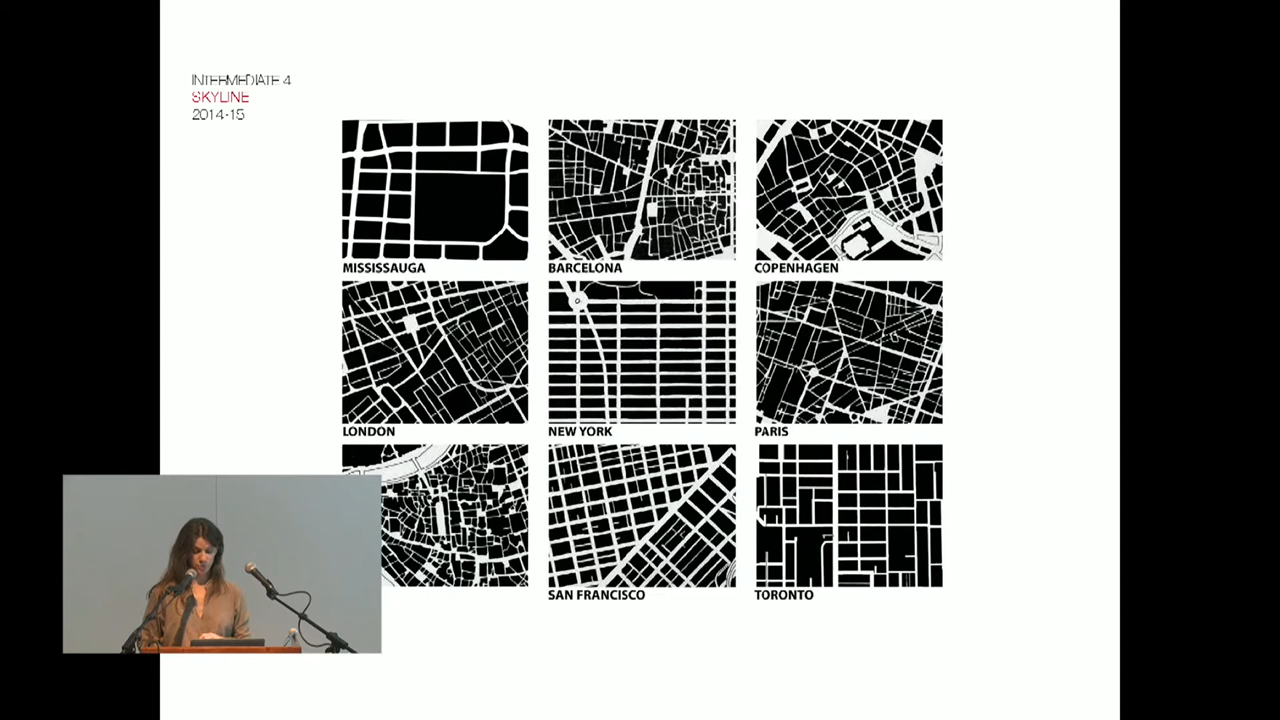 INTERMEDIATE 4
SKYLINE
2014-15
MISSISSAUGA
BARCELONA
COPENHAGEN
LONDON
NEW YORK
PARIS
SAN FRANCISCO
TORONTO